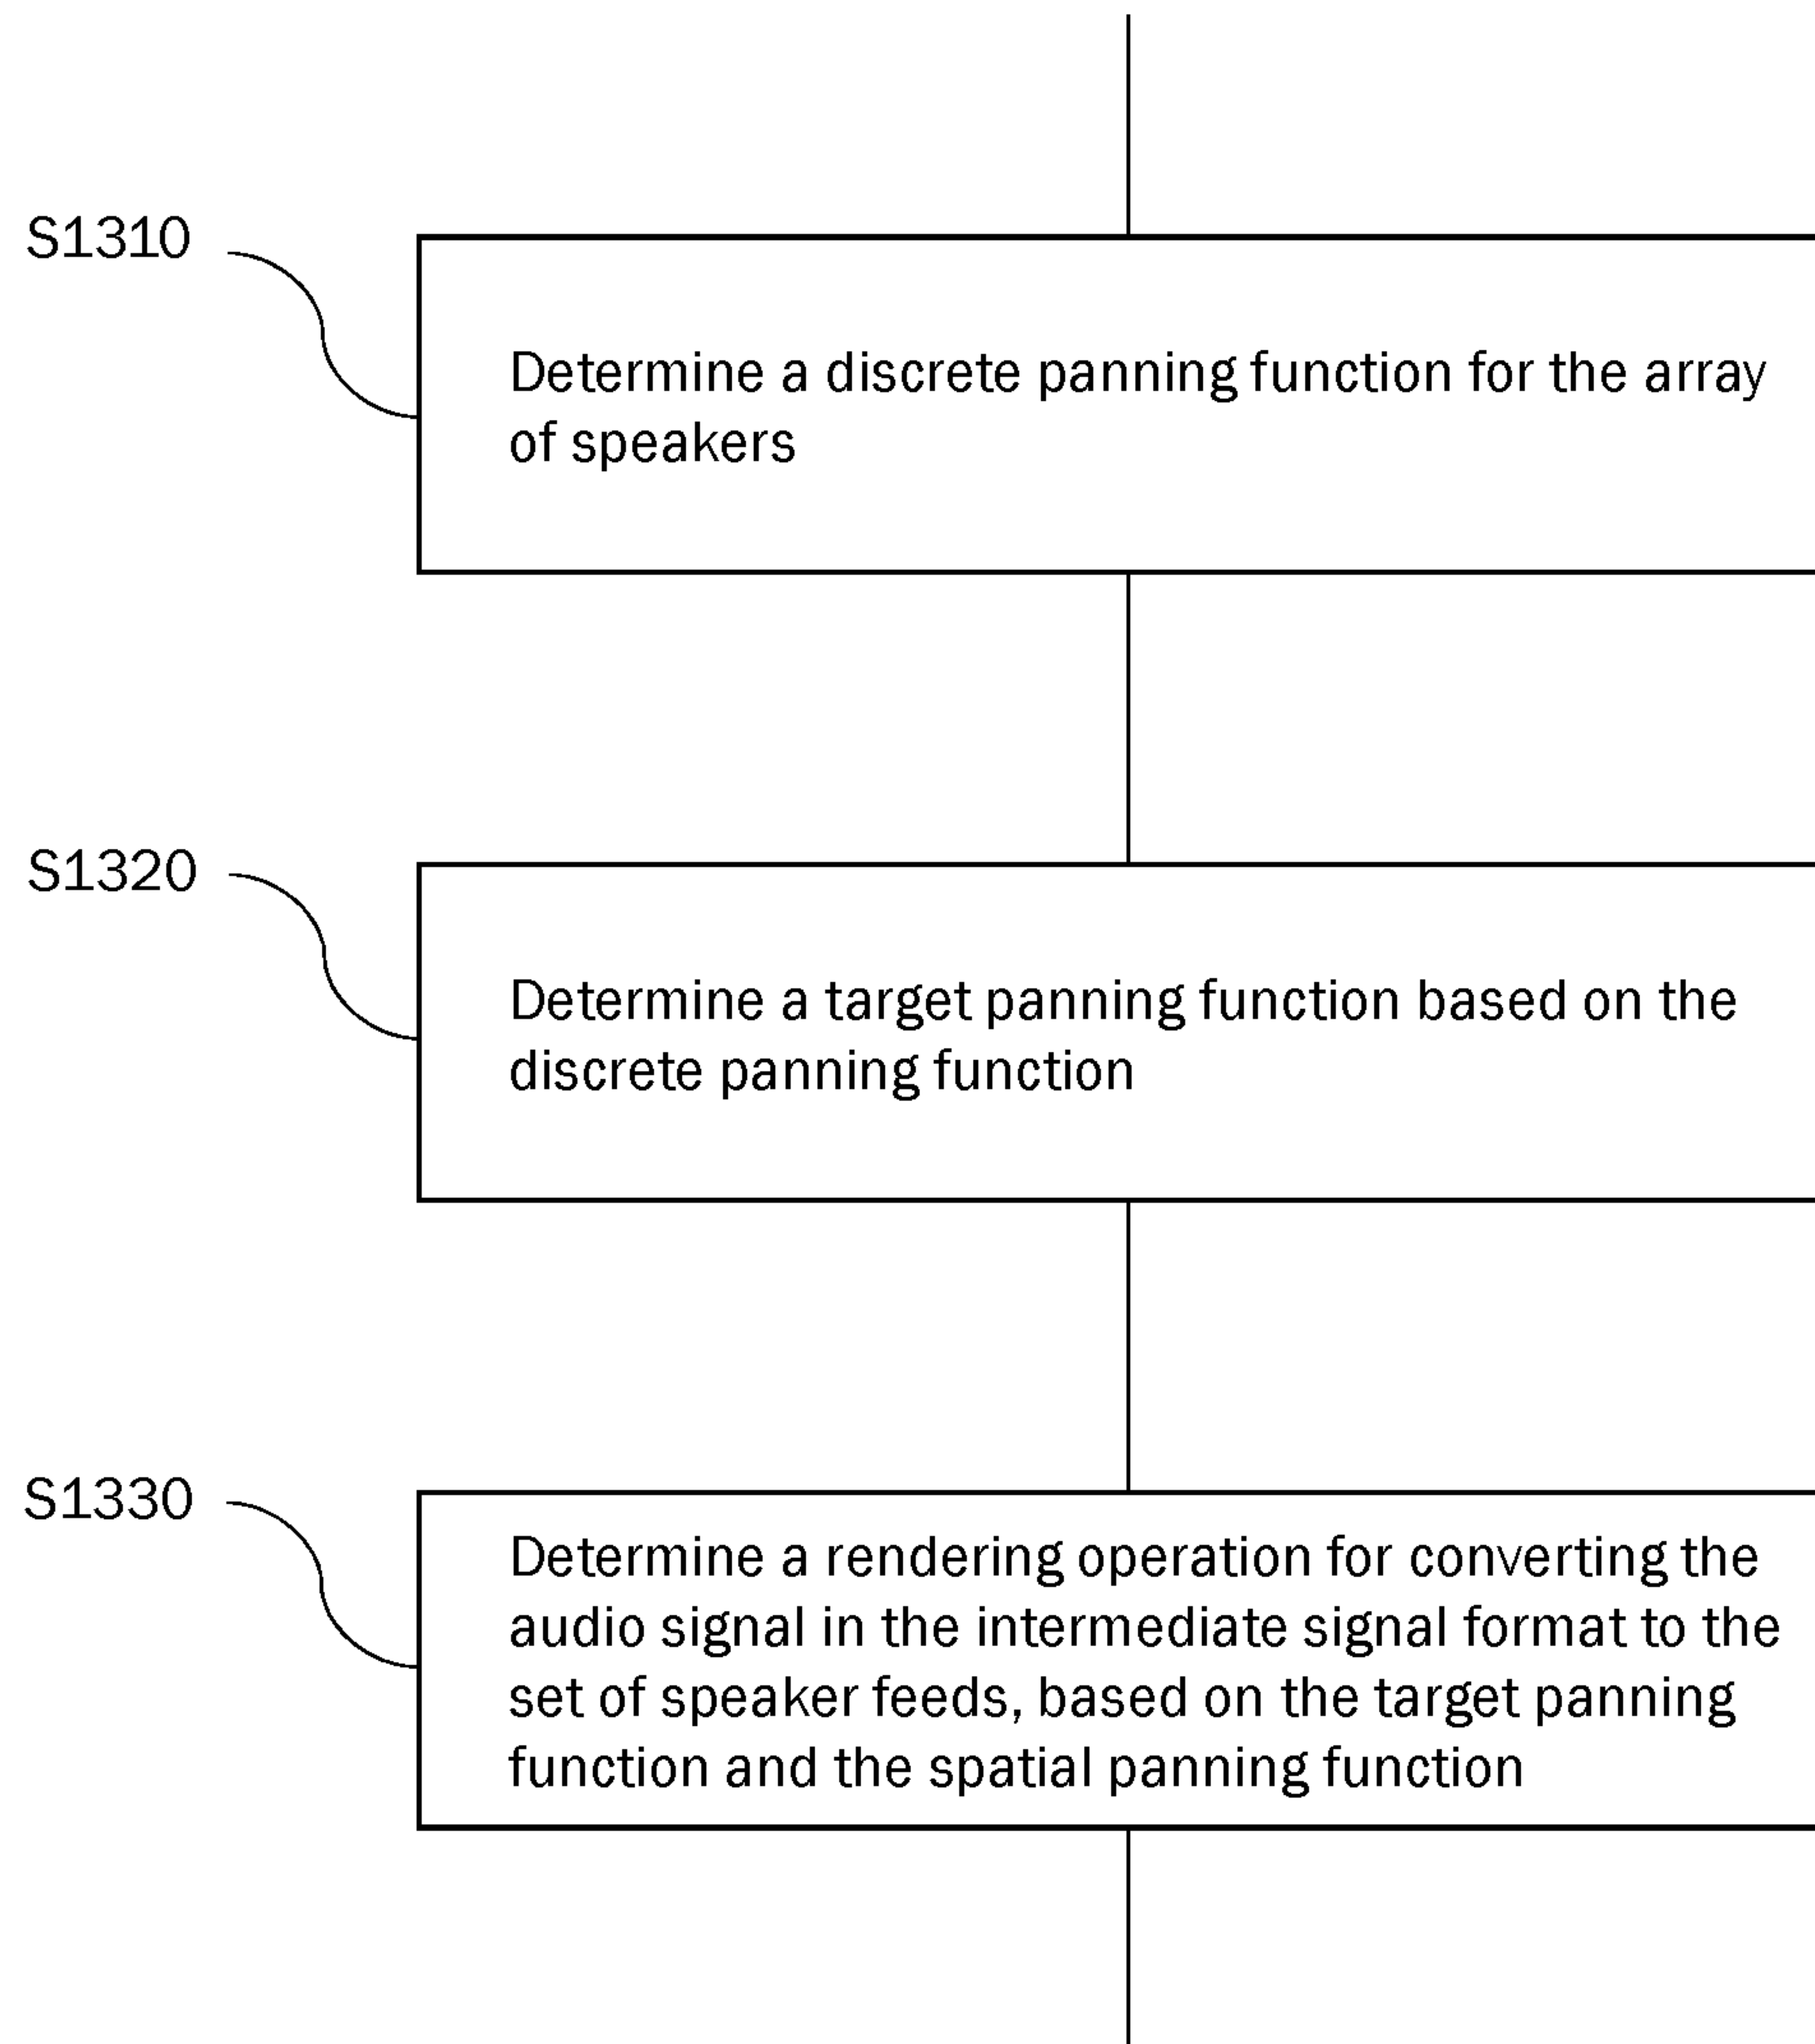 S1310
Determine a discrete panning function for the array
of speakers
S1320
Determine a target panning function based on the
discrete panning function
S1330
Determine a rendering operation for converting the
audio signal in the intermediate signal format to the
set of speaker feeds, based on the target panning
function and the spatial panning function